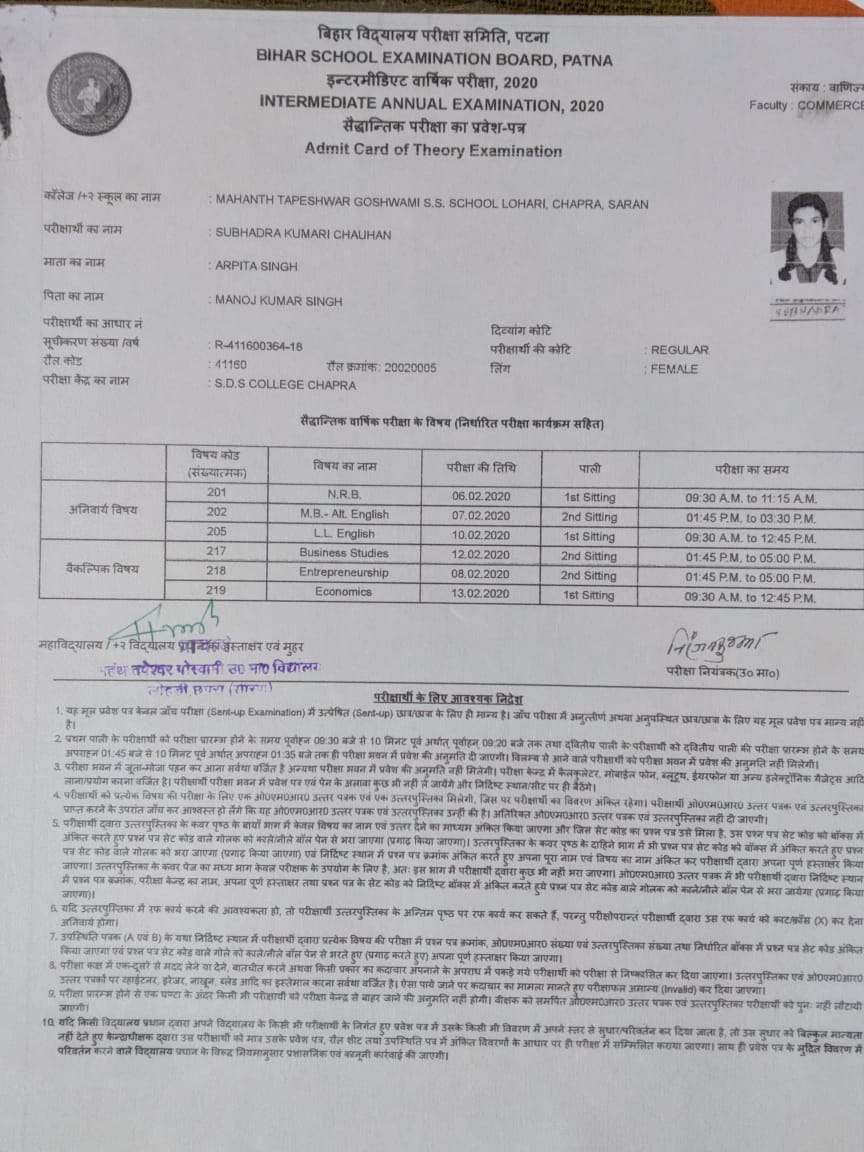 बिहार विद्यालय परीक्षा समिति, पटना
BIHAR SCHOOL EXAMINATION BOARD, PATNA
इन्टरमीडिएट वार्षिक परीक्षा, 2020
INTERMEDIATE ANNUAL EXAMINATION, 2020
सैद्धान्तिक परीक्षा का प्रवेश-पत्र
Admit Card of Theory Examination
संकाय : वाणिज्य
Faculty : COMMERCE
कॉलेज /+२ स्कूल का नाम : MAHANTH TAPESHWAR GOSHWAMI S.S. SCHOOL LOHARI, CHAPRA, SARAN
परीक्षार्थी का नाम : SUBHADRA KUMARI CHAUHAN
माता का नाम : ARPITA SINGH
पिता का नाम : MANOJ KUMAR SINGH
SUBHADRA
परीक्षार्थी का आधार नं दिव्यांग कोटि
सूचीकरण संख्या /वर्ष : R-411600364-18 परीक्षार्थी की कोटि : REGULAR
रौल कोड : 41160 रौल क्रमांक: 20020005 लिंग : FEMALE
परीक्षा केंद्र का नाम : S.D.S COLLEGE CHAPRA
सैद्धान्तिक वार्षिक परीक्षा के विषय (निर्धारित परीक्षा कार्यक्रम सहित)
विषय कोड (संख्यात्मक) विषय का नाम परीक्षा की तिथि पाली परीक्षा का समय
अनिवार्य विषय
201 N.R.B. 06.02.2020 1st Sitting 09:30 A.M. to 11:15 A.M.
202 M.B.- Alt. English 07.02.2020 2nd Sitting 01:45 P.M. to 03:30 P.M.
205 L.L. English 10.02.2020 1st Sitting 09:30 A.M. to 12:45 P.M.
वैकल्पिक विषय
217 Business Studies 12.02.2020 2nd Sitting 01:45 P.M. to 05:00 P.M.
218 Entrepreneurship 08.02.2020 2nd Sitting 01:45 P.M. to 05:00 P.M.
219 Economics 13.02.2020 1st Sitting 09:30 A.M. to 12:45 P.M.
महाविद्यालय /+२ विद्यालय प्रधान का हस्ताक्षर एवं मुहर
महंथ तपेश्वर गोस्वामी उ० मा० विद्यालय
परीक्षा नियंत्रक(उ० मा०)
परीक्षार्थी के लिए आवश्यक निदेश
1. यह मूल प्रवेश पत्र केवल जाँच परीक्षा (Sent-up Examination) में उत्प्रेषित (Sent-up) छात्र/छात्रा के लिए ही मान्य है। जाँच परीक्षा में अनुत्तीर्ण अथवा अनुपस्थित छात्र/छात्रा के लिए यह मूल प्रवेश पत्र मान्य नहीं
है।
2. प्रथम पाली के परीक्षार्थी को परीक्षा प्रारम्भ होने के समय पूर्वाहन 09:30 बजे से 10 मिनट पूर्व अर्थात् पूर्वाहन् 09:20 बजे तक तथा द्वितीय पाली के परीक्षार्थी को द्वितीय पाली की परीक्षा प्रारम्भ होने के समय
अपराहन 01:45 बजे से 10 मिनट पूर्व अर्थात् अपराहन 01:35 बजे तक ही परीक्षा भवन में प्रवेश की अनुमति दी जाएगी। विलम्ब से आने वाले परीक्षार्थी को परीक्षा भवन में प्रवेश की अनुमति नहीं मिलेगी।
3. परीक्षा भवन में जूता-मोजा पहन कर आना सर्वथा वर्जित है अन्यथा परीक्षा भवन में प्रवेश की अनुमति नहीं मिलेगी। परीक्षा केन्द्र में कैलकुलेटर, मोबाईल फोन, ब्लूटूथ, ईयरफोन या अन्य इलेक्ट्रॉनिक गैजेट्स आदि
लाना/प्रयोग करना वर्जित है। परीक्षार्थी परीक्षा भवन में प्रवेश पत्र एवं पेन के अलावा कुछ भी नहीं ले जायेंगे और निर्दिष्ट स्थान/सीट पर ही बैठेंगे।
4. परीक्षार्थी को प्रत्येक विषय की परीक्षा के लिए एक ओ०एम०आर० उत्तर पत्रक एवं एक उत्तरपुस्तिका मिलेगी, जिस पर परीक्षार्थी का विवरण अंकित रहेगा। परीक्षार्थी ओ०एम०आर० उत्तर पत्रक एवं उत्तरपुस्तिका
प्राप्त करने के उपरांत जाँच कर आश्वस्त हो लेंगे कि यह ओ०एम०आर० उत्तर पत्रक एवं उत्तरपुस्तिका उन्हीं की है। अतिरिक्त ओ०एम०आर० उत्तर पत्रक एवं उत्तरपुस्तिका नहीं दी जाएगी।
5. परीक्षार्थी द्वारा उत्तरपुस्तिका के कवर पृष्ठ के बायाँ भाग में केवल विषय का नाम एवं उत्तर देने का माध्यम अंकित किया जाएगा और जिस सेट कोड का प्रश्न पत्र उसे मिला है, उस प्रश्न पत्र सेट कोड को बॉक्स में
अंकित करते हुए प्रश्न पत्र सेट कोड वाले गोलक को काले/नीले बॉल पेन से भरा जाएगा (प्रगाढ़ किया जाएगा)। उत्तरपुस्तिका के कवर पृष्ठ के दाहिने भाग में भी प्रश्न पत्र सेट कोड को बॉक्स में अंकित करते हुए प्रश्न
पत्र सेट कोड वाले गोलक को भरा जाएगा (प्रगाढ़ किया जाएगा) एवं निर्दिष्ट स्थान में प्रश्न पत्र क्रमांक अंकित करते हुए अपना पूरा नाम एवं विषय का नाम अंकित कर परीक्षार्थी द्वारा अपना पूर्ण हस्ताक्षर किया
जाएगा। उत्तरपुस्तिका के कवर पेज का मध्य भाग केवल परीक्षक के उपयोग के लिए है, अतः इस भाग में परीक्षार्थी द्वारा कुछ भी नहीं भरा जाएगा। ओ०एम०आर० उत्तर पत्रक में भी परीक्षार्थी द्वारा निर्दिष्ट स्थान
में प्रश्न पत्र क्रमांक, परीक्षा केन्द्र का नाम, अपना पूर्ण हस्ताक्षर तथा प्रश्न पत्र के सेट कोड को निर्दिष्ट बॉक्स में अंकित करते हुये प्रश्न पत्र सेट कोड वाले गोलक को काले/नीले बॉल पेन से भरा जायेगा (प्रगाढ़ किया
जाएगा)।
6. यदि उत्तरपुस्तिका में रफ कार्य करने की आवश्यकता हो, तो परीक्षार्थी उत्तरपुस्तिका के अन्तिम पृष्ठ पर रफ कार्य कर सकते हैं, परन्तु परीक्षोपरान्त परीक्षार्थी द्वारा उस रफ कार्य को काट/क्रॉस (X) कर देना
अनिवार्य होगा।
7. उपस्थिति पत्रक (A एवं B) के यथा निर्दिष्ट स्थान में परीक्षार्थी द्वारा प्रत्येक विषय की परीक्षा में प्रश्न पत्र क्रमांक, ओ०एम०आर० संख्या एवं उत्तरपुस्तिका संख्या तथा निर्धारित बॉक्स में प्रश्न पत्र सेट कोड अंकित
किया जाएगा एवं प्रश्न पत्र सेट कोड वाले गोले को काले/नीले बॉल पेन से भरते हुए (प्रगाढ़ करते हुए) अपना पूर्ण हस्ताक्षर किया जाएगा।
8. परीक्षा कक्ष में एक-दूसरे से मदद लेने या देने, बातचीत करने अथवा किसी प्रकार का कदाचार अपनाने के अपराध में पकड़े गये परीक्षार्थी को परीक्षा से निष्कासित कर दिया जाएगा। उत्तरपुस्तिका एवं ओ०एम०आर०
उत्तर पत्रकों पर व्हाईटनर, इरेजर, नाखून, ब्लेड आदि का इस्तेमाल करना सर्वथा वर्जित है। ऐसा पाये जाने पर कदाचार का मामला मानते हुए परीक्षाफल अमान्य (Invalid) कर दिया जाएगा।
9. परीक्षा प्रारम्भ होने से एक घण्टा के अंदर किसी भी परीक्षार्थी को परीक्षा केन्द्र से बाहर जाने की अनुमति नहीं होगी। वीक्षक को समर्पित ओ०एम०आर० उत्तर पत्रक एवं उत्तरपुस्तिका परीक्षार्थी को पुनः नहीं लौटायी
जाएगी।
10. यदि किसी विद्यालय प्रधान द्वारा अपने विद्यालय के किसी भी परीक्षार्थी के निर्गत हुए प्रवेश पत्र में उसके किसी भी विवरण में अपने स्तर से सुधार/परिवर्तन कर दिया जाता है, तो उस सुधार को बिल्कुल मान्यता
नहीं देते हुए केन्द्राधीक्षक द्वारा उस परीक्षार्थी को मात्र उसके प्रवेश पत्र, रौल शीट तथा उपस्थिति पत्र में अंकित विवरणों के आधार पर ही परीक्षा में सम्मिलित कराया जाएगा। साथ ही प्रवेश पत्र के मुद्रित विवरण में
परिवर्तन करने वाले विद्यालय प्रधान के विरुद्ध नियमानुसार प्रशासनिक एवं कानूनी कार्रवाई की जाएगी।